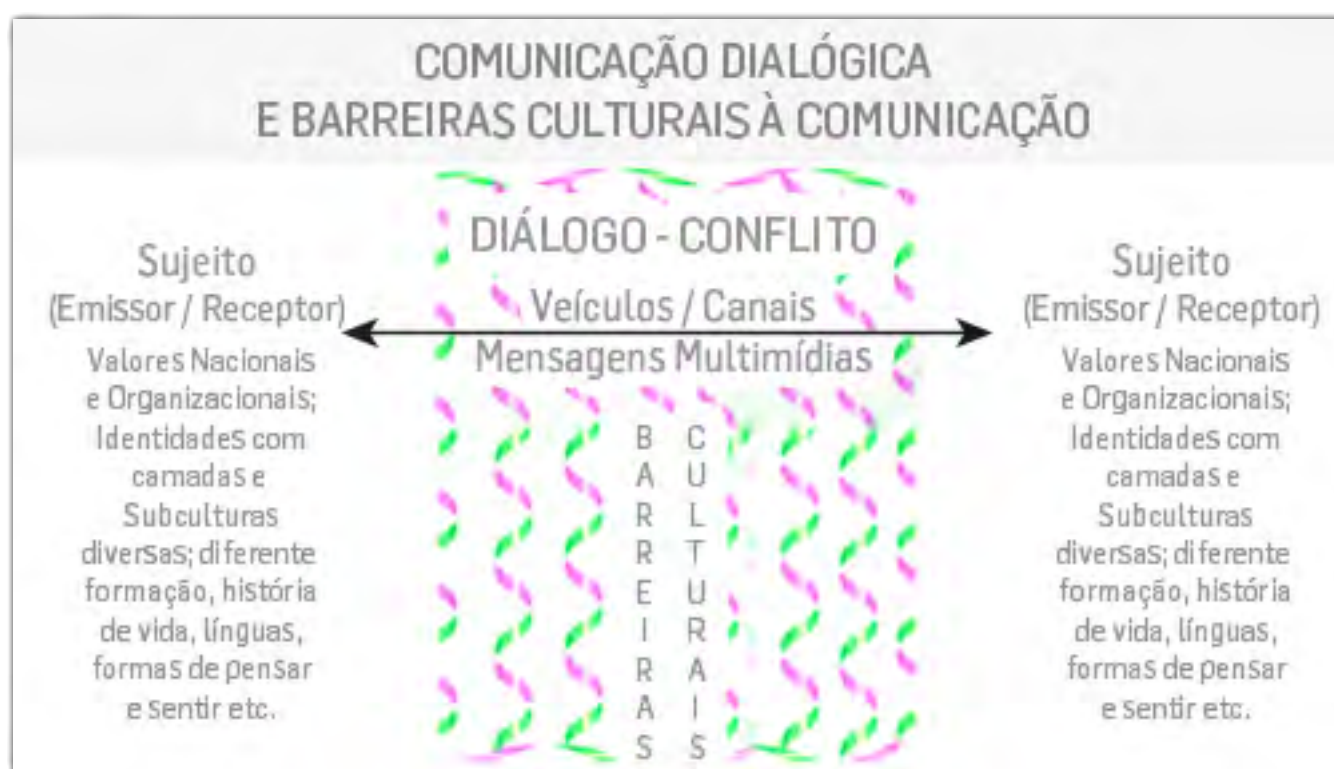 COMUNICAÇÃO DIALÓGICA
E BARREIRAS CULTURAIS À COMUNICAÇÃO
Sujeito
(Emissor / Receptor)
Valores Nacionais
e Organizacionais;
Identidades com
camadas e
Subculturas
diversas; diferente
formação, história
de vida, línguas,
formas de pensar
e sentir etc.
DIÁLOGO - CONFLITO
Veículos / Canais
Mensagens Multimídias
BARREIRAS
CULTURAIS
Sujeito
(Emissor / Receptor)
Valores Nacionais
e Organizacionais;
Identidades com
camadas e
Subculturas
diversas; diferente
formação, história
de vida, línguas,
formas de pensar
e sentir etc.